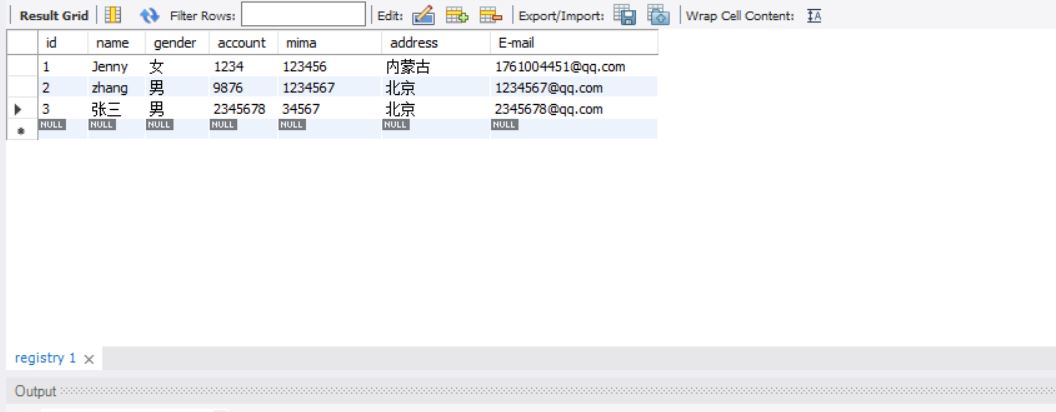 Result Grid Filter Rows: Edit: Export/Import: Wrap Cell Content:
id name gender account mima address E-mail
1 Jenny 女 1234 123456 内蒙古 1761004451@qq.com
2 zhang 男 9876 1234567 北京 1234567@qq.com
3 张三 男 2345678 34567 北京 2345678@qq.com
NULL NULL NULL NULL NULL NULL NULL
registry 1
Output